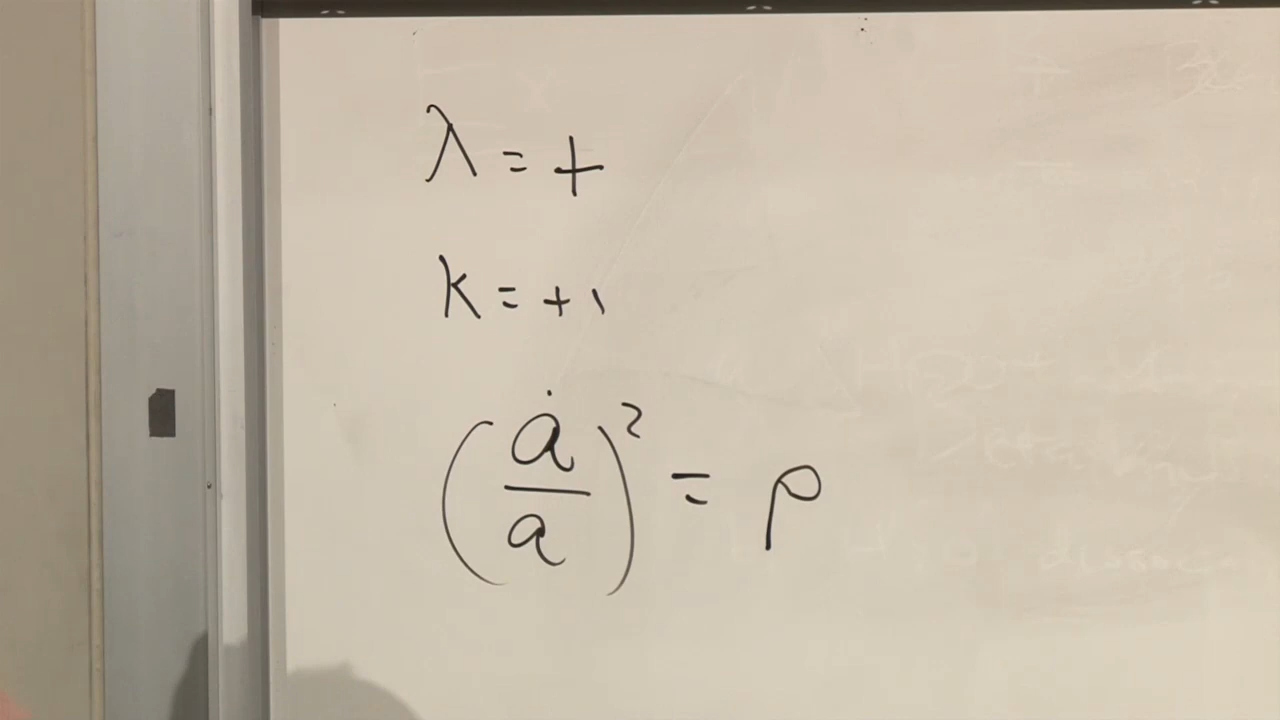 λ = +
K = + 1
(ȧ/a)² = ρ